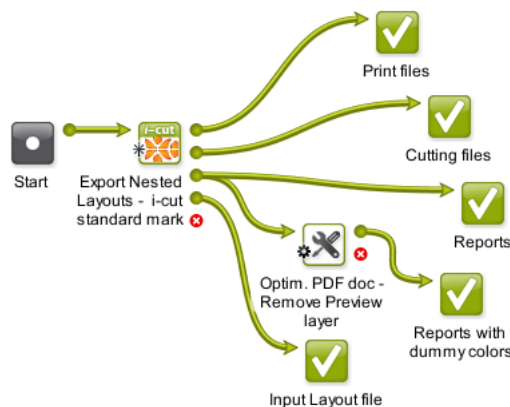 Print files
i-cut
Cutting files
Start
Export Nested
Layouts - i-cut
standard mark
Reports
Optim. PDF doc -
Remove Preview
layer
Reports with
dummy colors
Input Layout file